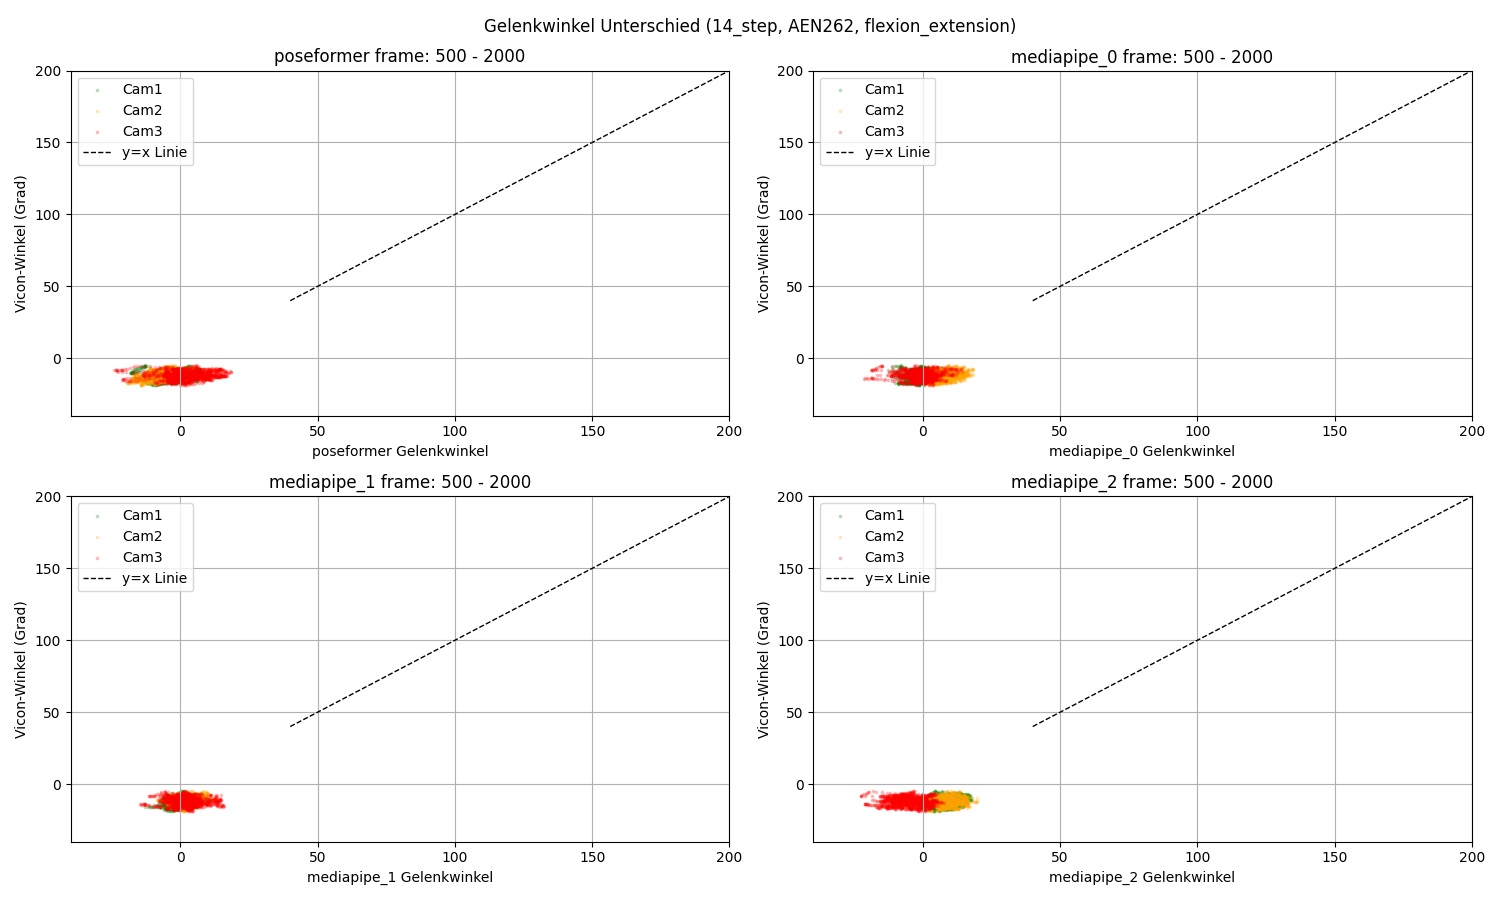 Gelenkwinkel Unterschied (14_step, AEN262, flexion_extension)
poseformer frame: 500 - 2000
200
150
100
50
0
Vicon-Winkel (Grad)
Cam1
Cam2
Cam3
y=x Linie
0 50 100 150 200
poseformer Gelenkwinkel
mediapipe_0 frame: 500 - 2000
200
150
100
50
0
Vicon-Winkel (Grad)
Cam1
Cam2
Cam3
y=x Linie
0 50 100 150 200
mediapipe_0 Gelenkwinkel
mediapipe_1 frame: 500 - 2000
200
150
100
50
0
Vicon-Winkel (Grad)
Cam1
Cam2
Cam3
y=x Linie
0 50 100 150 200
mediapipe_1 Gelenkwinkel
mediapipe_2 frame: 500 - 2000
200
150
100
50
0
Vicon-Winkel (Grad)
Cam1
Cam2
Cam3
y=x Linie
0 50 100 150 200
mediapipe_2 Gelenkwinkel